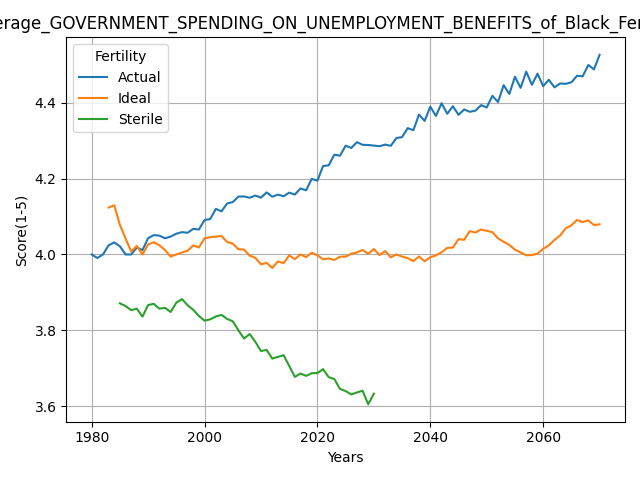 erage_GOVERNMENT_SPENDING_ON_UNEMPLOYMENT_BENEFITS_of_Black_Fer
Fertility
Actual
Ideal
Sterile
4.4
4.2
4.0
3.8
3.6
Score(1-5)
1980 2000 2020 2040 2060
Years